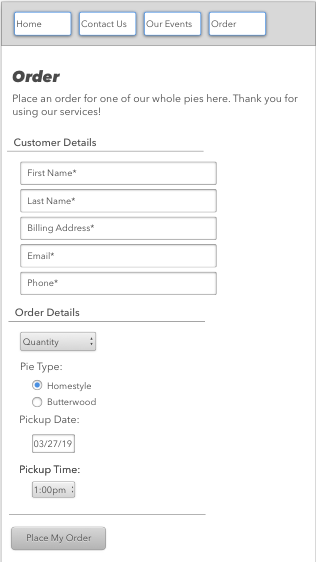 Home
Contact Us
Our Events
Order
Order
Place an order for one of our whole pies here. Thank you for
using our services!
Customer Details
First Name*
Last Name*
Billing Address*
Email*
Phone*
Order Details
Quantity
Pie Type:
Homestyle
Butterwood
Pickup Date:
03/27/19
Pickup Time:
1:00pm
Place My Order